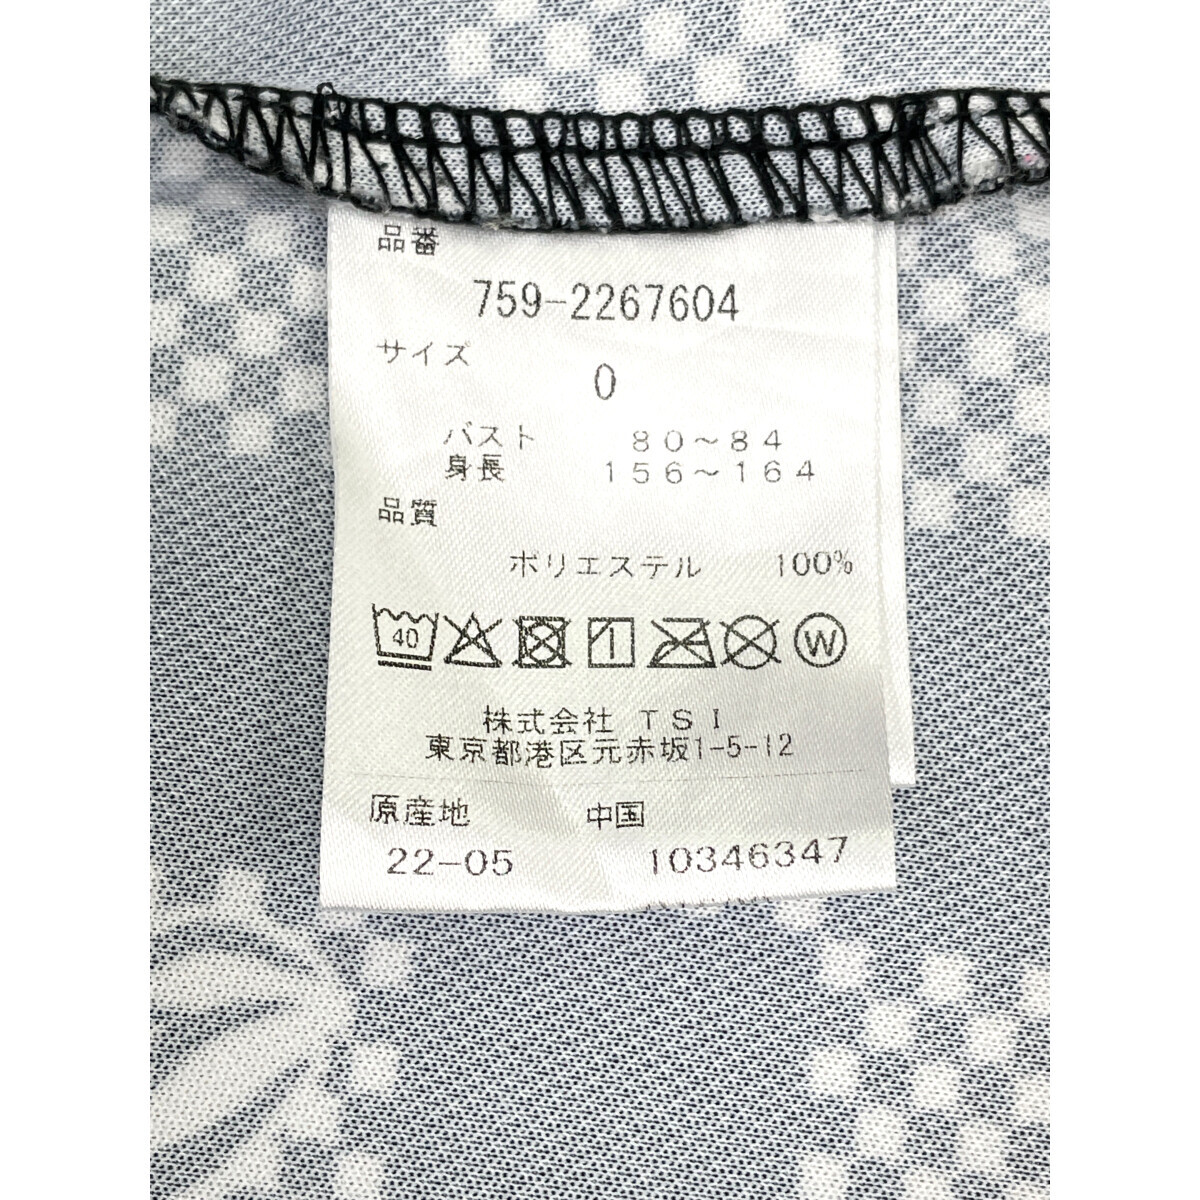 品番
759-2267604
サイズ
0
バスト 80～84
身長 156～164
品質
ポリエステル 100%
40 W
株式会社 TSI
東京都港区元赤坂1-5-12
原産地 中国
22-05 10346347